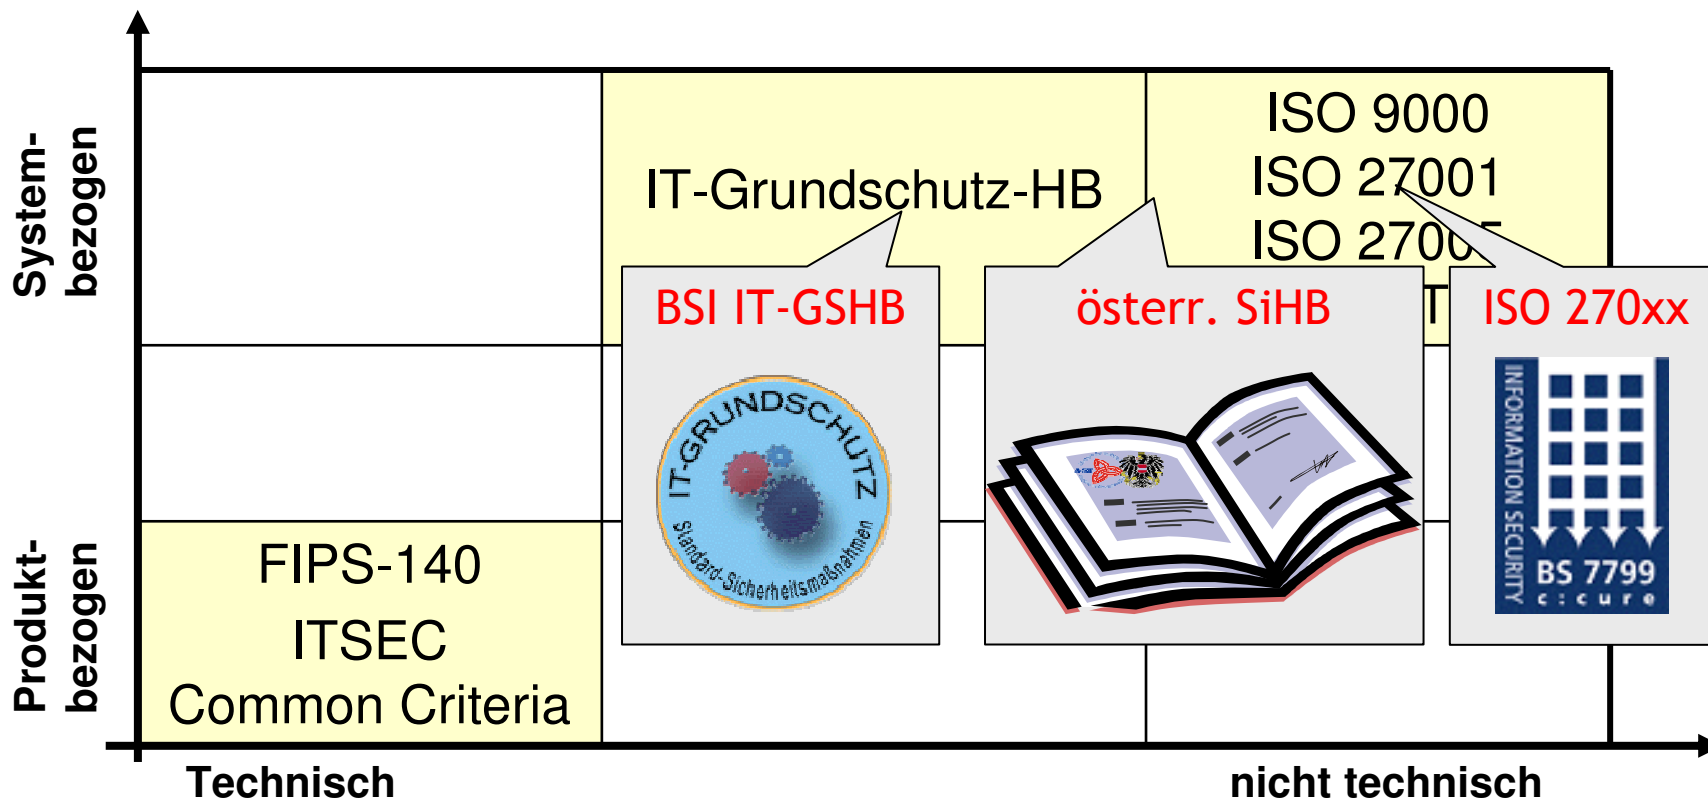 System-
bezogen
ISO 9000
IT-Grundschutz-HB
ISO 27001
ISO
BSI IT-GSHB
österr. SiHB
T
ISO 270xx
IT-GRUNDSCHUTZ
Standard-Sicherheitsmaßnahmen
INFORMATION SECURITY
BS 7799
c:cure
Produkt-
bezogen
FIPS-140
ITSEC
Common Criteria
Technisch
nicht technisch